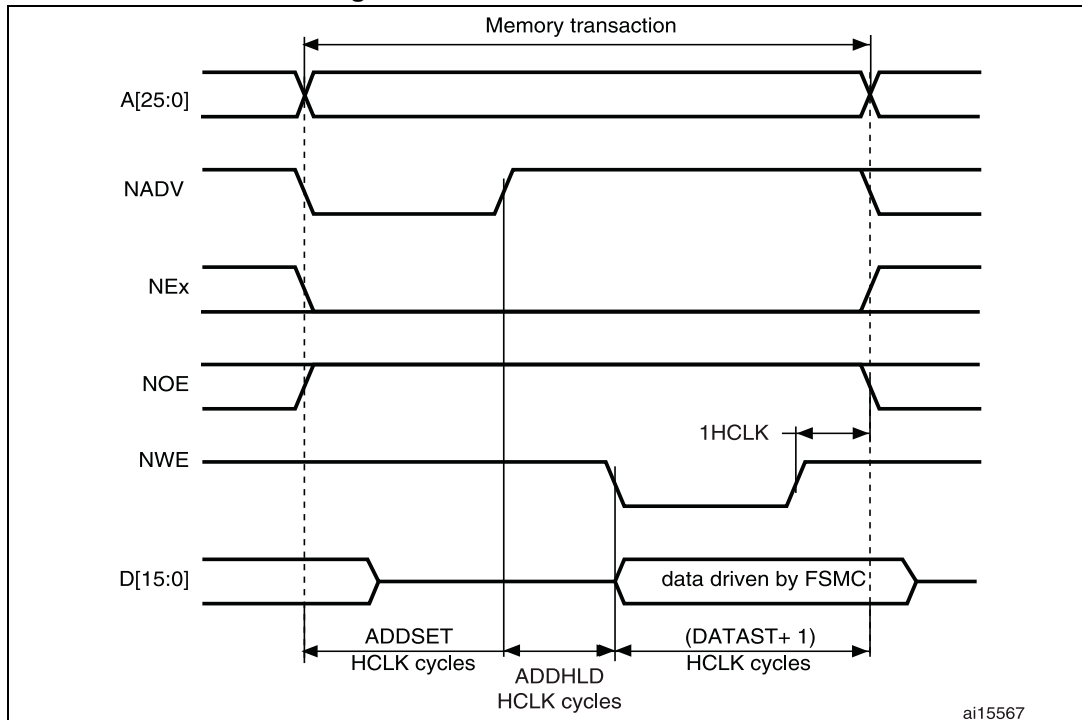 Memory transaction
A[25:0]
NADV
NEx
NOE
1HCLK
NWE
D[15:0]
data driven by FSMC
ADDSET
HCLK cycles
ADDHLD
HCLK cycles
(DATAST+ 1)
HCLK cycles
ai15567